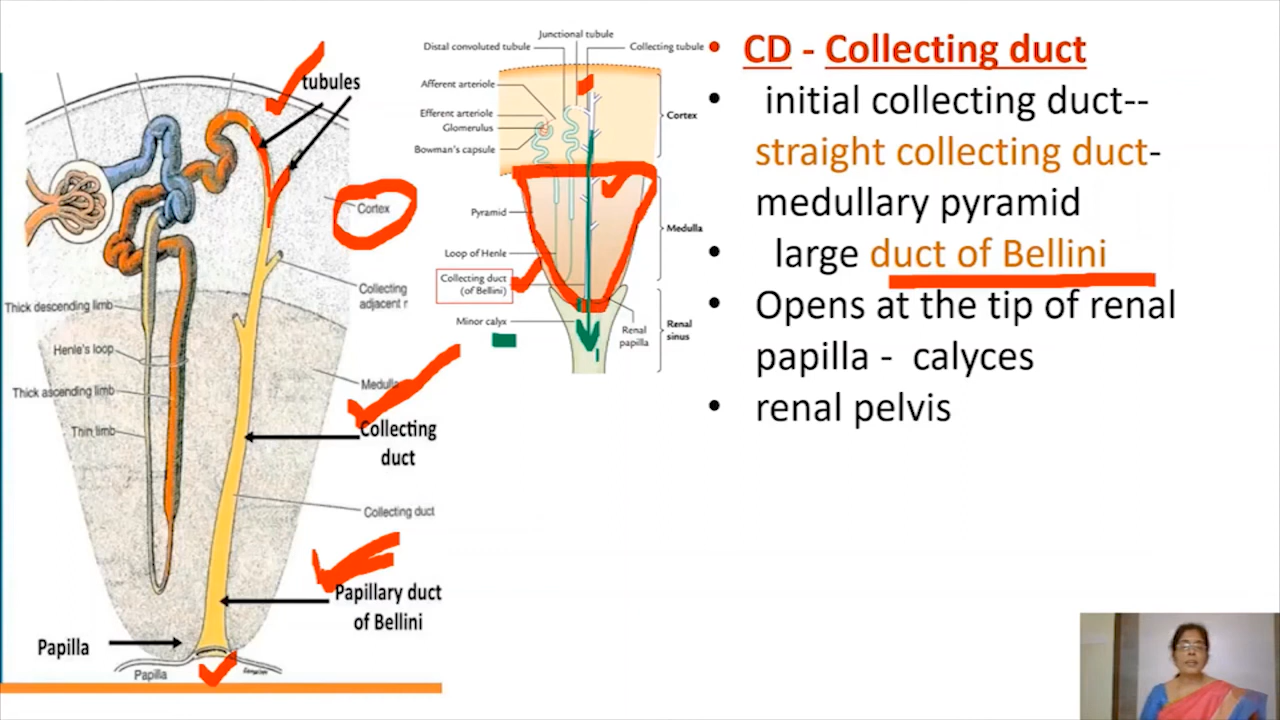 tubules
Cortex
Collecting
adjacent r
Thick descending limb
Henle's loop
Medulla
Thick ascending limb
Collecting
duct
Thin limb
Collecting duct
Papillary duct
of Bellini
Papilla
Papilla
Junctional tubule
Distal convoluted tubule
Collecting tubule
Afferent arteriole
Efferent arteriole
Glomerulus
Bowman's capsule
Cortex
Pyramid
Medulla
Loop of Henle
Collecting duct
(of Bellini)
Minor calyx
Renal
papilla
Renal
sinus
• CD - Collecting duct
• initial collecting duct--
straight collecting duct-
medullary pyramid
• large duct of Bellini
• Opens at the tip of renal
papilla - calyces
• renal pelvis